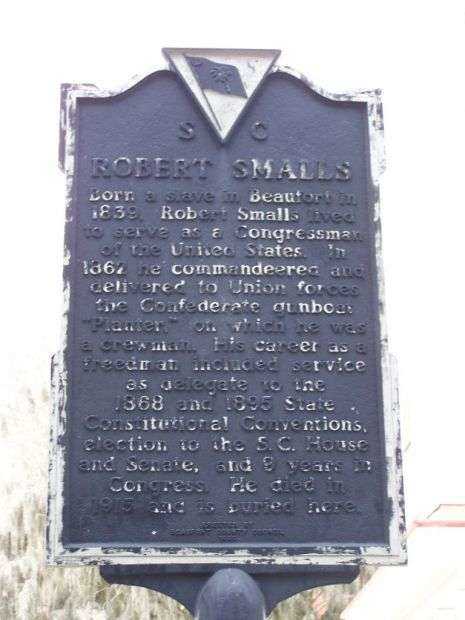 S C
ROBERT SMALLS
Born a slave in Beaufort in
1839, Robert Smalls lived
to serve as a Congressman
of the United States. In
1862 he commandeered and
delivered to Union forces
the Confederate gunboat
"Planter," on which he was
a crewman. His career as a
freedman included service
as delegate to the
1868 and 1895 State
Constitutional Conventions,
election to the S.C. House
and Senate, and 9 years in
Congress. He died in
1915 and is buried here.